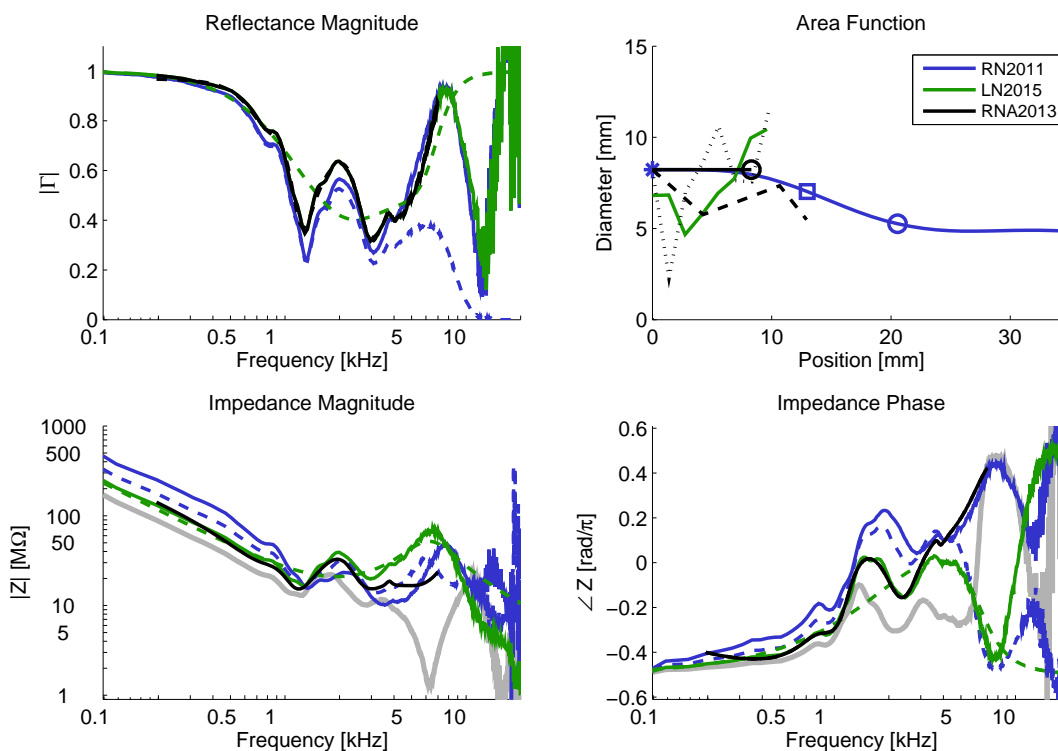 Reflectance Magnitude
|Γ|
1
0.8
0.6
0.4
0.2
0
0.1
0.5
1
5
10
Frequency [kHz]
Area Function
Diameter [mm]
15
10
5
0
0
10
20
30
Position [mm]
RN2011
LN2015
RNA2013
Impedance Magnitude
|Z| [MΩ]
1000
500
100
50
10
5
1
0.1
0.5
1
5
10
Frequency [kHz]
Impedance Phase
∠ Z [rad/π]
0.6
0.4
0.2
0
−0.2
−0.4
−0.6
0.1
0.5
1
5
10
Frequency [kHz]